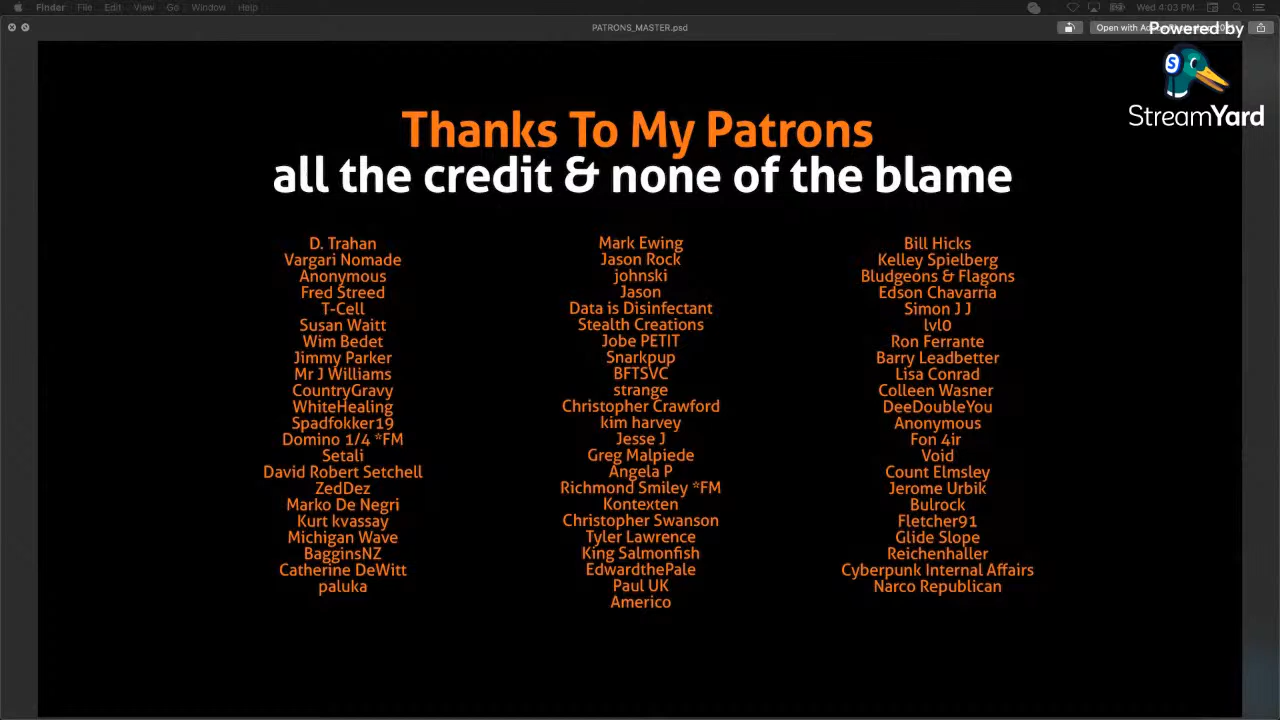 Finder File Edit View Go Window Help
Wed 4:03 PM
PATRONS_MASTER.psd
Open with
Powered by
StreamYard
Thanks To My Patrons
all the credit & none of the blame
D. Trahan
Vargari Nomade
Anonymous
Fred Streed
T-Cell
Susan Waitt
Wim Bedet
Jimmy Parker
Mr J Williams
CountryGravy
WhiteHealing
Spadfokker19
Domino 1/4 *FM
Setali
David Robert Setchell
ZedDez
Marko De Negri
Kurt kvassay
Michigan Wave
BagginsNZ
Catherine DeWitt
paluka
Mark Ewing
Jason Rock
johnski
Jason
Data is Disinfectant
Stealth Creations
Jobe PETIT
Snarkpup
BFTSVC
strange
Christopher Crawford
kim harvey
Jesse J
Greg Malpiede
Angela P
Richmond Smiley *FM
Kontexten
Christopher Swanson
Tyler Lawrence
King Salmonfish
EdwardthePale
Paul UK
Americo
Bill Hicks
Kelley Spielberg
Bludgeons & Flagons
Edson Chavarria
Simon J J
lvl0
Ron Ferrante
Barry Leadbetter
Lisa Conrad
Colleen Wasner
DeeDoubleYou
Anonymous
Fon 4ir
Void
Count Elmsley
Jerome Urbik
Bulrock
Fletcher91
Glide Slope
Reichenhaller
Cyberpunk Internal Affairs
Narco Republican